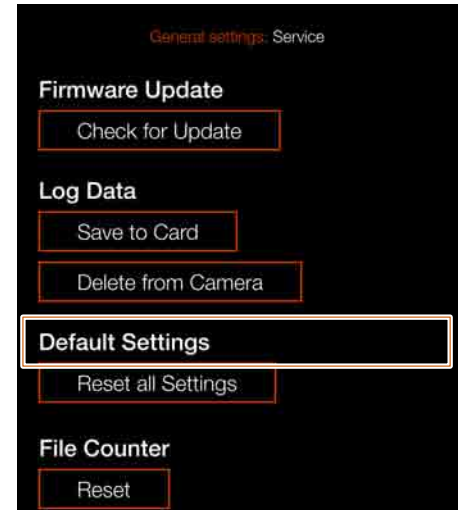 General settings: Service
Firmware Update
Check for Update
Log Data
Save to Card
Delete from Camera
Default Settings
Reset all Settings
File Counter
Reset